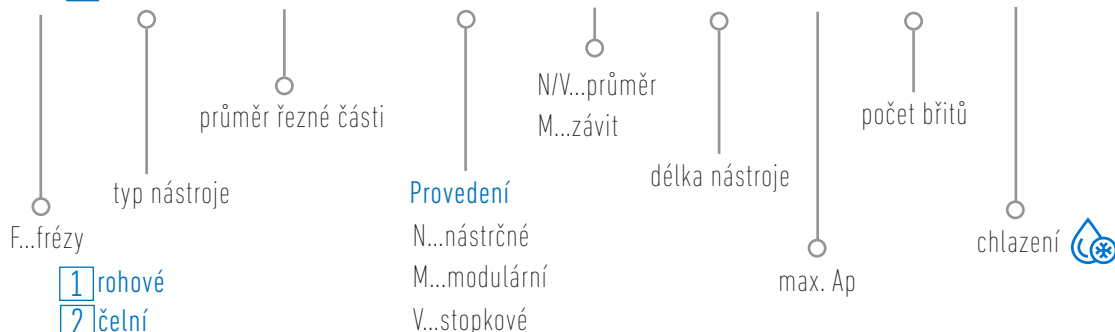 N/V...průměr
M...závit
průměr řezné části
počet břitů
typ nástroje
délka nástroje
Provedení
N...nástrčné
M...modulární
V...stopkové
F...frézy
1 rohové
2 čelní
max. Ap
chlazení